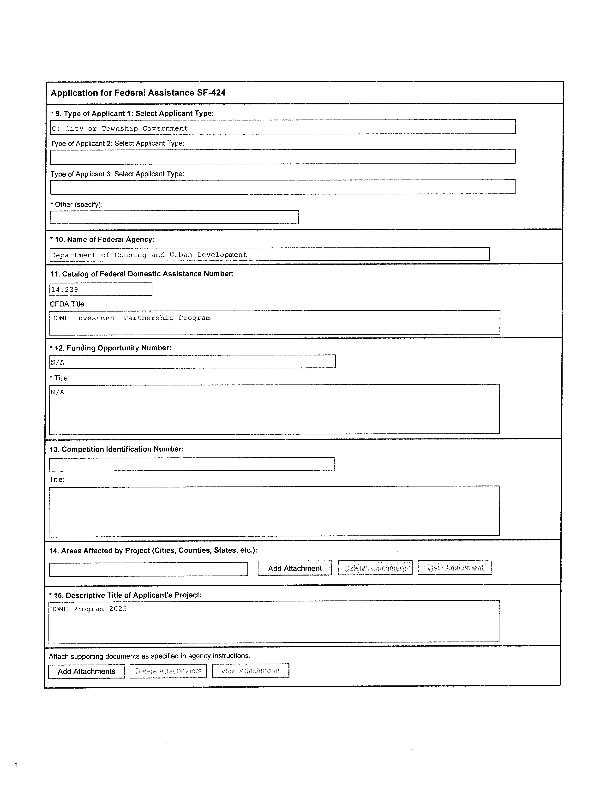 Application for Federal Assistance SF-424
* 9. Type of Applicant 1: Select Applicant Type:
C: City or Township Government
Type of Applicant 2: Select Applicant Type:
Type of Applicant 3: Select Applicant Type:
* Other (specify):
* 10. Name of Federal Agency:
Department of Housing and Urban Development
11. Catalog of Federal Domestic Assistance Number:
14.239
CFDA Title:
HOME Investment Partnership Program
* 12. Funding Opportunity Number:
N/A
* Title:
N/A
13. Competition Identification Number:
Title:
14. Areas Affected by Project (Cities, Counties, States, etc.):
Add Attachment Delete Attachment View Attachment
* 15. Descriptive Title of Applicant's Project:
HOME Program
Attach supporting documents as specified in agency instructions.
Add Attachments Delete Attachments View Attachments